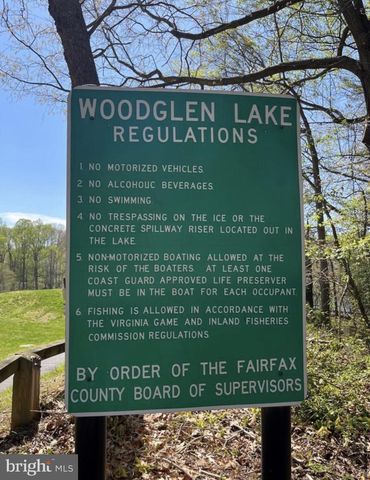 WOODGLEN LAKE
REGULATIONS
1 NO MOTORIZED VEHICLES.
2 NO ALCOHOLIC BEVERAGES.
3 NO SWIMMING
4 NO TRESPASSING ON THE ICE OR THE
CONCRETE SPILLWAY RISER LOCATED OUT IN
THE LAKE.
5 NON-MOTORIZED BOATING ALLOWED AT THE
RISK OF THE BOATERS. AT LEAST ONE
COAST GUARD APPROVED LIFE PRESERVER
MUST BE IN THE BOAT FOR EACH OCCUPANT.
6 FISHING IS ALLOWED IN ACCORDANCE WITH
THE VIRGINIA GAME AND INLAND FISHERIES
COMMISSION REGULATIONS.
BY ORDER OF THE FAIRFAX
COUNTY BOARD OF SUPERVISORS
bright MLS